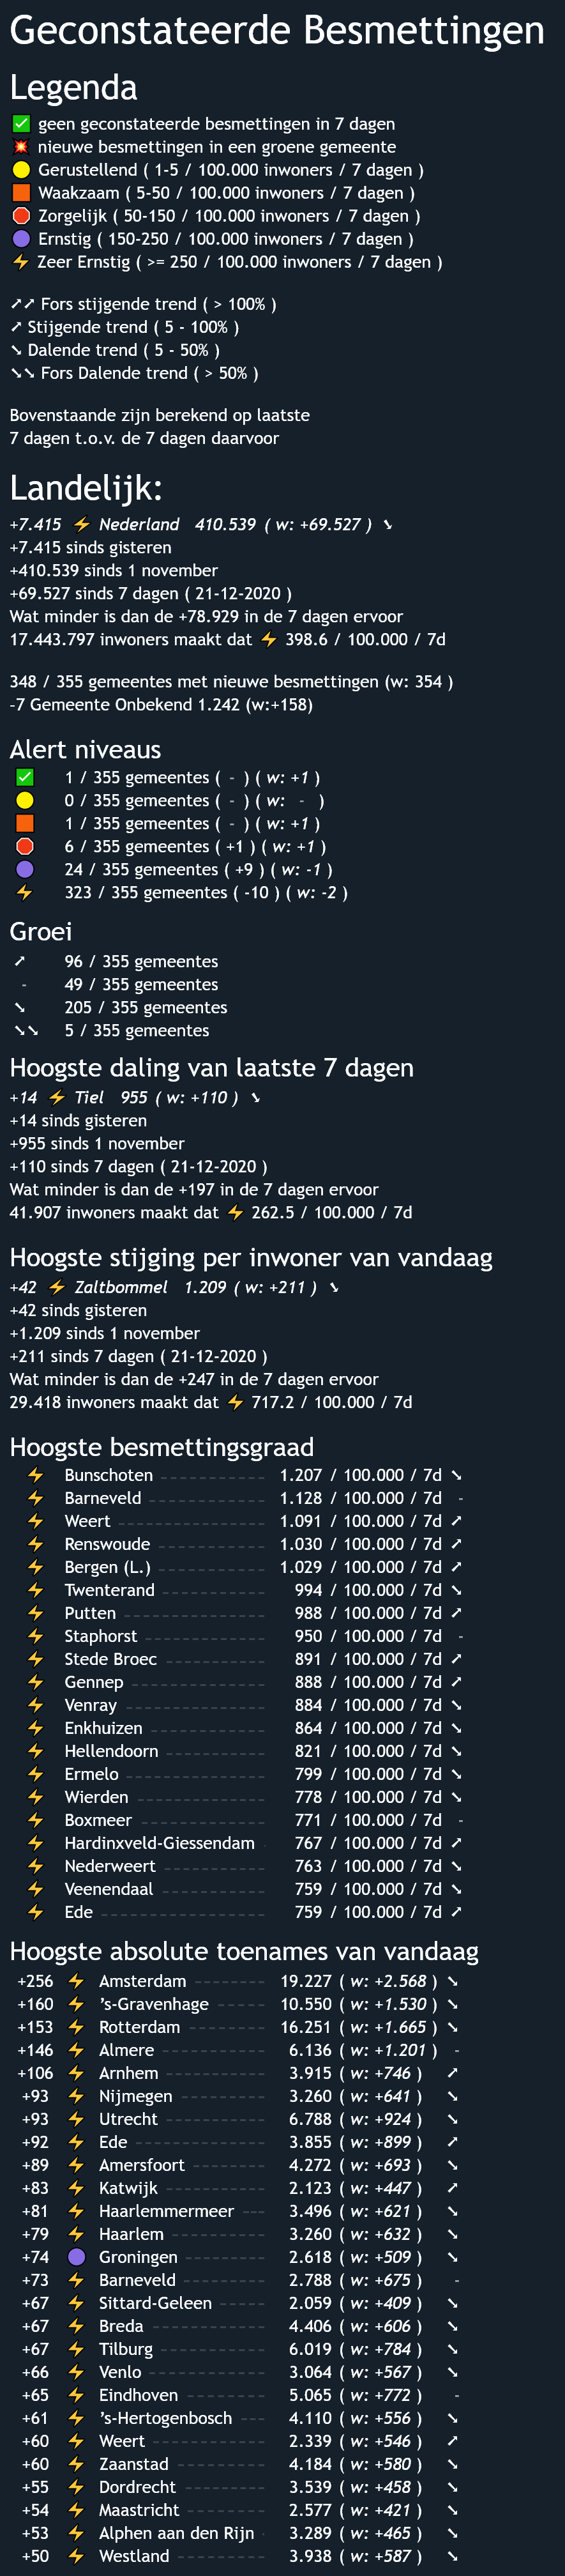 Geconstateerde Besmettingen
Legenda
✅ geen geconstateerde besmettingen in 7 dagen
💥 nieuwe besmettingen in een groene gemeente
🟡 Gerustellend ( 1-5 / 100.000 inwoners / 7 dagen )
🟧 Waakzaam ( 5-50 / 100.000 inwoners / 7 dagen )
🛑 Zorgelijk ( 50-150 / 100.000 inwoners / 7 dagen )
🟣 Ernstig ( 150-250 / 100.000 inwoners / 7 dagen )
⚡ Zeer Ernstig ( >= 250 / 100.000 inwoners / 7 dagen )
➚➚ Fors stijgende trend ( > 100% )
➚ Stijgende trend ( 5 - 100% )
➘ Dalende trend ( 5 - 50% )
➘➘ Fors Dalende trend ( > 50% )
Bovenstaande zijn berekend op laatste
7 dagen t.o.v. de 7 dagen daarvoor
Landelijk:
+7.415 ⚡ Nederland 410.539 ( w: +69.527 ) ➘
+7.415 sinds gisteren
+410.539 sinds 1 november
+69.527 sinds 7 dagen ( 21-12-2020 )
Wat minder is dan de +78.929 in de 7 dagen ervoor
17.443.797 inwoners maakt dat ⚡ 398.6 / 100.000 / 7d
348 / 355 gemeentes met nieuwe besmettingen (w: 354 )
-7 Gemeente Onbekend 1.242 (w:+158)
Alert niveaus
✅ 1 / 355 gemeentes ( - ) ( w: +1 )
🟡 0 / 355 gemeentes ( - ) ( w: - )
🟧 1 / 355 gemeentes ( - ) ( w: +1 )
🛑 6 / 355 gemeentes ( +1 ) ( w: +1 )
🟣 24 / 355 gemeentes ( +9 ) ( w: -1 )
⚡ 323 / 355 gemeentes ( -10 ) ( w: -2 )
Groei
➚ 96 / 355 gemeentes
- 49 / 355 gemeentes
➘ 205 / 355 gemeentes
➘➘ 5 / 355 gemeentes
Hoogste daling van laatste 7 dagen
+14 ⚡ Tiel 955 ( w: +110 ) ➘
+14 sinds gisteren
+955 sinds 1 november
+110 sinds 7 dagen ( 21-12-2020 )
Wat minder is dan de +197 in de 7 dagen ervoor
41.907 inwoners maakt dat ⚡ 262.5 / 100.000 / 7d
Hoogste stijging per inwoner van vandaag
+42 ⚡ Zaltbommel 1.209 ( w: +211 ) ➘
+42 sinds gisteren
+1.209 sinds 1 november
+211 sinds 7 dagen ( 21-12-2020 )
Wat minder is dan de +247 in de 7 dagen ervoor
29.418 inwoners maakt dat ⚡ 717.2 / 100.000 / 7d
Hoogste besmettingsgraad
⚡ Bunschoten 1.207 / 100.000 / 7d ➘
⚡ Barneveld 1.128 / 100.000 / 7d -
⚡ Weert 1.091 / 100.000 / 7d ➚
⚡ Renswoude 1.030 / 100.000 / 7d ➚
⚡ Bergen (L.) 1.029 / 100.000 / 7d ➚
⚡ Twenterand 994 / 100.000 / 7d ➘
⚡ Putten 988 / 100.000 / 7d ➚
⚡ Staphorst 950 / 100.000 / 7d -
⚡ Stede Broec 891 / 100.000 / 7d ➚
⚡ Gennep 888 / 100.000 / 7d ➚
⚡ Venray 884 / 100.000 / 7d ➘
⚡ Enkhuizen 864 / 100.000 / 7d ➘
⚡ Hellendoorn 821 / 100.000 / 7d ➘
⚡ Ermelo 799 / 100.000 / 7d ➘
⚡ Wierden 778 / 100.000 / 7d ➘
⚡ Boxmeer 771 / 100.000 / 7d -
⚡ Hardinxveld-Giessendam 767 / 100.000 / 7d ➚
⚡ Nederweert 763 / 100.000 / 7d ➘
⚡ Veenendaal 759 / 100.000 / 7d ➘
⚡ Ede 759 / 100.000 / 7d ➚
Hoogste absolute toenames van vandaag
+256 ⚡ Amsterdam 19.227 ( w: +2.568 ) ➘
+160 ⚡ 's-Gravenhage 10.550 ( w: +1.530 ) ➘
+153 ⚡ Rotterdam 16.251 ( w: +1.665 ) ➘
+146 ⚡ Almere 6.136 ( w: +1.201 ) -
+106 ⚡ Arnhem 3.915 ( w: +746 ) ➚
+93 ⚡ Nijmegen 3.260 ( w: +641 ) ➘
+93 ⚡ Utrecht 6.788 ( w: +924 ) ➘
+92 ⚡ Ede 3.855 ( w: +899 ) ➚
+89 ⚡ Amersfoort 4.272 ( w: +693 ) ➘
+83 ⚡ Katwijk 2.123 ( w: +447 ) ➚
+81 ⚡ Haarlemmermeer 3.496 ( w: +621 ) ➘
+79 ⚡ Haarlem 3.260 ( w: +632 ) ➘
+74 🟣 Groningen 2.618 ( w: +509 ) ➘
+73 ⚡ Barneveld 2.788 ( w: +675 ) -
+67 ⚡ Sittard-Geleen 2.059 ( w: +409 ) ➘
+67 ⚡ Breda 4.406 ( w: +606 ) ➘
+67 ⚡ Tilburg 6.019 ( w: +784 ) ➘
+66 ⚡ Venlo 3.064 ( w: +567 ) ➘
+65 ⚡ Eindhoven 5.065 ( w: +772 ) -
+61 ⚡ 's-Hertogenbosch 4.110 ( w: +556 ) ➘
+60 ⚡ Weert 2.339 ( w: +546 ) ➚
+60 ⚡ Zaanstad 4.184 ( w: +580 ) ➘
+55 ⚡ Dordrecht 3.539 ( w: +458 ) ➘
+54 ⚡ Maastricht 2.577 ( w: +421 ) ➘
+53 ⚡ Alphen aan den Rijn 3.289 ( w: +465 ) ➘
+50 ⚡ Westland 3.938 ( w: +587 ) ➘